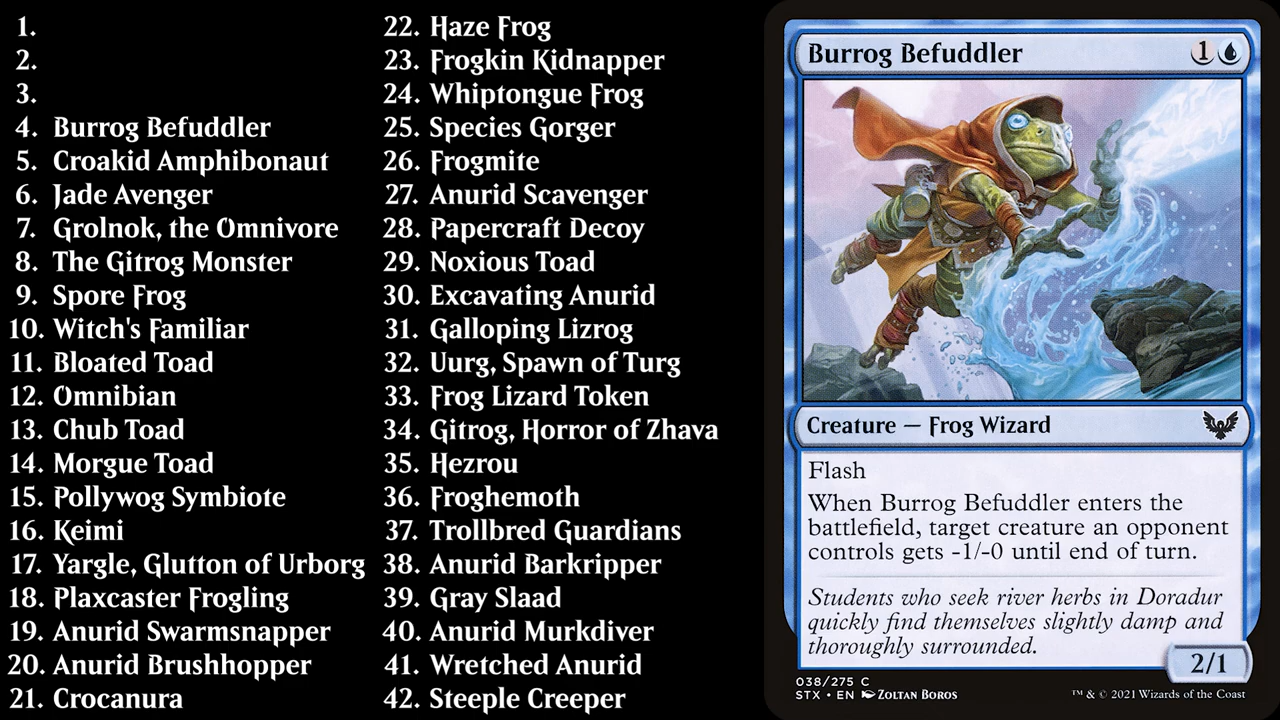 1.
2.
3.
4. Burrog Befuddler
5. Croakid Amphibonaut
6. Jade Avenger
7. Grolnok, the Omnivore
8. The Gitrog Monster
9. Spore Frog
10. Witch's Familiar
11. Bloated Toad
12. Omnibian
13. Chub Toad
14. Morgue Toad
15. Pollywog Symbiote
16. Keimi
17. Yargle, Glutton of Urborg
18. Plaxcaster Frogling
19. Anurid Swarmsnapper
20. Anurid Brushhopper
21. Crocanura
22. Haze Frog
23. Frogkin Kidnapper
24. Whiptongue Frog
25. Species Gorger
26. Frogmite
27. Anurid Scavenger
28. Papercraft Decoy
29. Noxious Toad
30. Excavating Anurid
31. Galloping Lizrog
32. Uurg, Spawn of Turg
33. Frog Lizard Token
34. Gitrog, Horror of Zhava
35. Hezrou
36. Froghemoth
37. Trollbred Guardians
38. Anurid Barkripper
39. Gray Slaad
40. Anurid Murkdiver
41. Wretched Anurid
42. Steeple Creeper
Burrog Befuddler 1
Creature — Frog Wizard
Flash
When Burrog Befuddler enters the
battlefield, target creature an opponent
controls gets -1/-0 until end of turn.
Students who seek river herbs in Doradur
quickly find themselves slightly damp and
thoroughly surrounded.
2/1
038/275 C
STX • EN Zoltan Boros
™ & © 2021 Wizards of the Coast